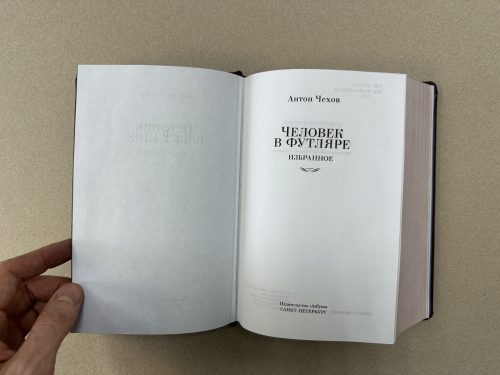 Антон Чехов
ЧЕЛОВЕК
В ФУТЛЯРЕ
ИЗБРАННОЕ
Издательство «Азбука»
САНКТ-ПЕТЕРБУРГ